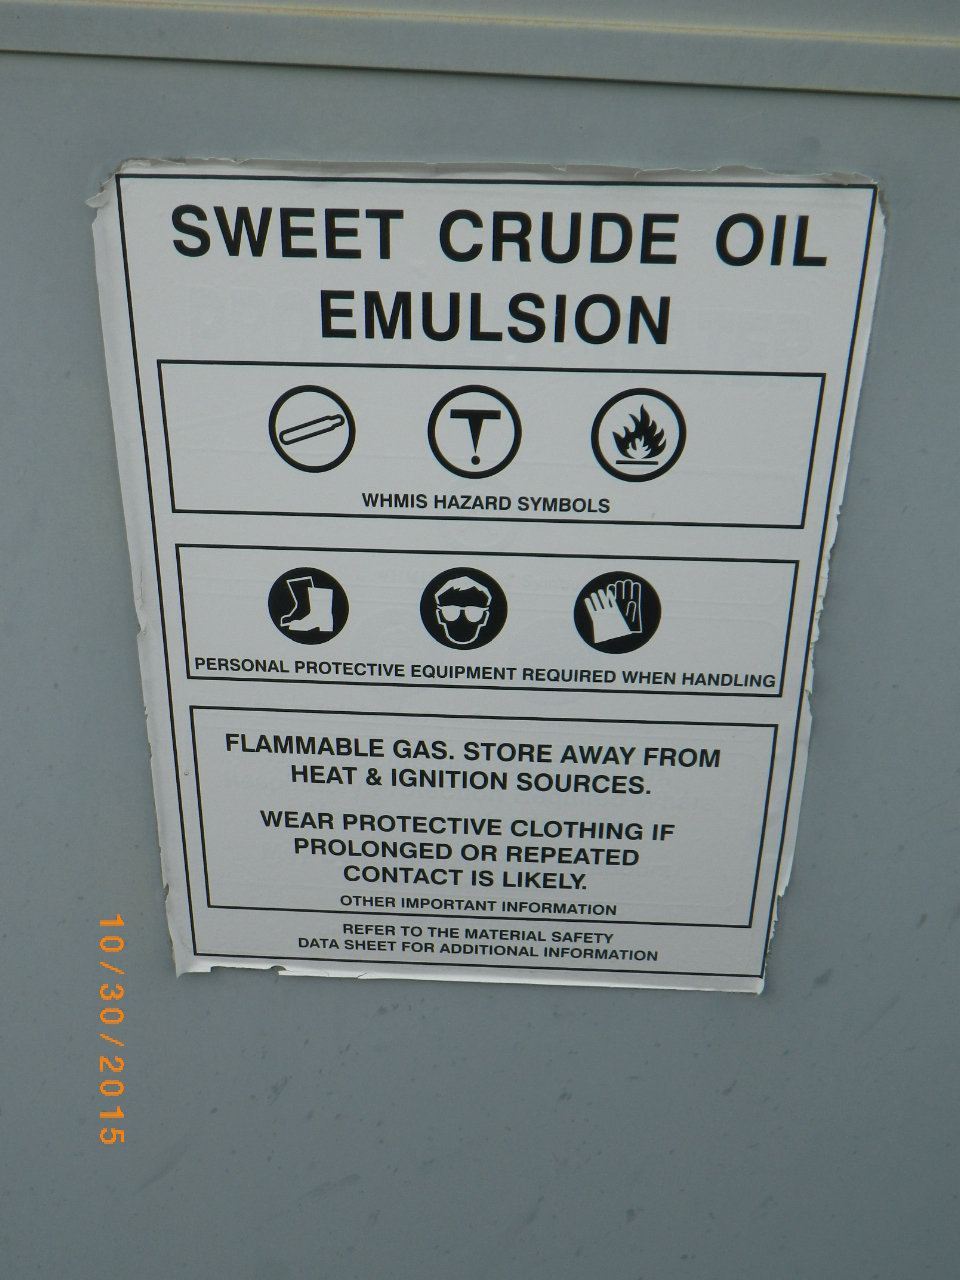 SWEET CRUDE OIL
EMULSION
WHMIS HAZARD SYMBOLS
PERSONAL PROTECTIVE EQUIPMENT REQUIRED WHEN HANDLING
FLAMMABLE GAS. STORE AWAY FROM
HEAT & IGNITION SOURCES.
WEAR PROTECTIVE CLOTHING IF
PROLONGED OR REPEATED
CONTACT IS LIKELY.
OTHER IMPORTANT INFORMATION
REFER TO THE MATERIAL SAFETY
DATA SHEET FOR ADDITIONAL INFORMATION
10/30/2015